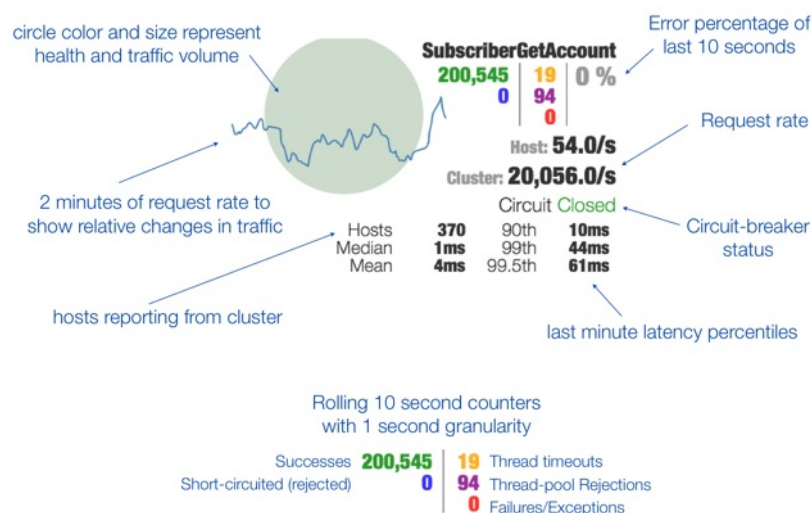 circle color and size represent
health and traffic volume
SubscriberGetAccount
Error percentage of
last 10 seconds
200,545 19 0 %
0 94
0
Host: 54.0/s
Request rate
Cluster: 20,056.0/s
2 minutes of request rate to
show relative changes in traffic
Circuit Closed
Circuit-breaker
status
Hosts 370 90th 10ms
Median 1ms 99th 44ms
Mean 4ms 99.5th 61ms
hosts reporting from cluster
last minute latency percentiles
Rolling 10 second counters
with 1 second granularity
Successes 200,545 19 Thread timeouts
Short-circuited (rejected) 0 94 Thread-pool Rejections
0 Failures/Exceptions